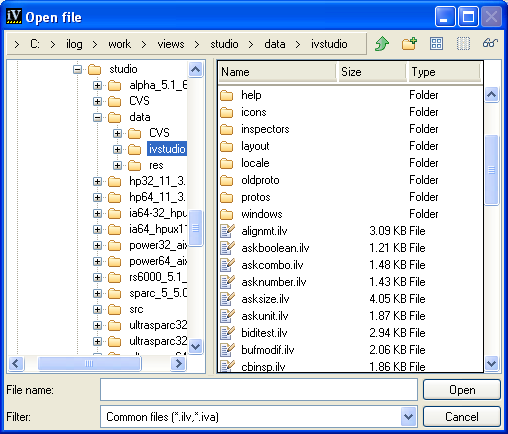 iV Open file
C: ilog work views studio data ivstudio
studio
alpha_5.1_6
CVS
data
CVS
ivstudio
res
hp32_11_3.
hp64_11_3.
ia64-32_hpux
ia64_hpux11
power32_aix
power64_aix
rs6000_5.1_
sparc_5_5.0
src
ultrasparc32
ultrasparc32
Name Size Type
help Folder
icons Folder
inspectors Folder
layout Folder
locale Folder
oldproto Folder
protos Folder
windows Folder
alignmt.ilv 3.09 KB File
askboolean.ilv 1.21 KB File
askcombo.ilv 1.48 KB File
asknumber.ilv 1.43 KB File
asksize.ilv 4.05 KB File
askunit.ilv 1.87 KB File
biditest.ilv 2.94 KB File
bufmodif.ilv 2.06 KB File
cbinsp.ilv 1.86 KB File
File name: Open
Filter: Common files (*.ilv,*.iva) Cancel